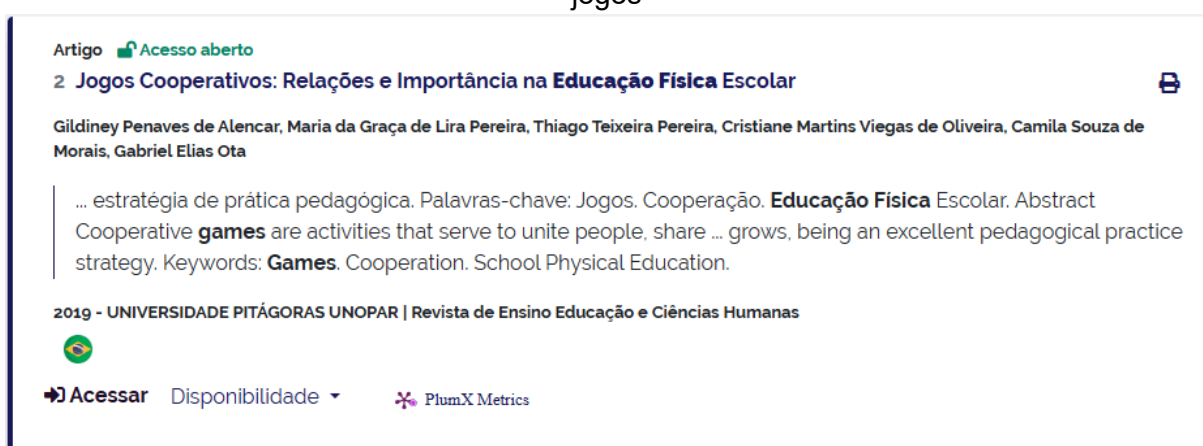 jogos
Artigo Acesso aberto
2 Jogos Cooperativos: Relações e Importância na Educação Física Escolar
Gildiney Penaves de Alencar, Maria da Graça de Lira Pereira, Thiago Teixeira Pereira, Cristiane Martins Viegas de Oliveira, Camila Souza de
Morais, Gabriel Elias Ota
... estratégia de prática pedagógica. Palavras-chave: Jogos. Cooperação. Educação Física Escolar. Abstract
Cooperative games are activities that serve to unite people, share ... grows, being an excellent pedagogical practice
strategy. Keywords: Games. Cooperation. School Physical Education.
2019 - UNIVERSIDADE PITÁGORAS UNOPAR | Revista de Ensino Educação e Ciências Humanas
Acessar Disponibilidade PlumX Metrics